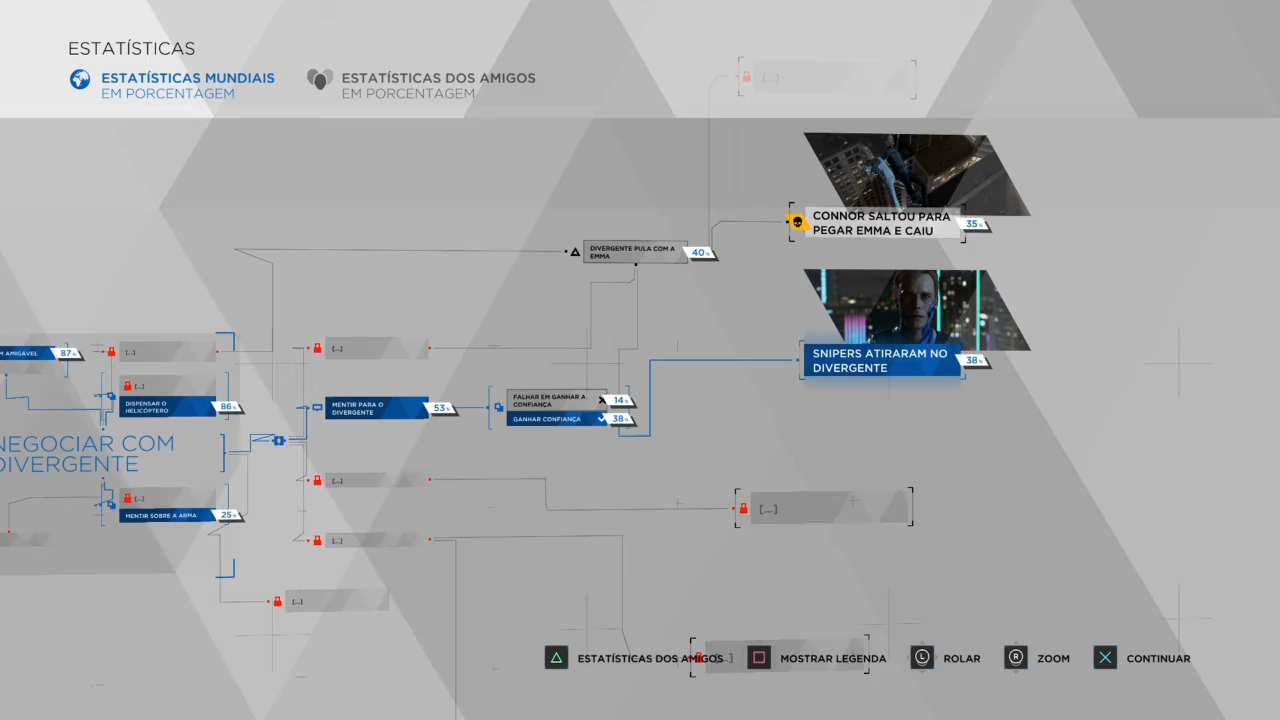 ESTATÍSTICAS
ESTATÍSTICAS MUNDIAIS
EM PORCENTAGEM
ESTATÍSTICAS DOS AMIGOS
EM PORCENTAGEM
[...]
CONNOR SALTOU PARA
PEGAR EMMA E CAIU
35%
DIVERGENTE PULA COM A
EMMA
40%
SNIPERS ATIRARAM NO
DIVERGENTE
38%
M AMIGÁVEL
87%
[...]
[...]
[...]
DISPENSAR O
HELICÓPTERO
86%
MENTIR PARA O
DIVERGENTE
53%
FALHAR EM GANHAR A
CONFIANÇA
14%
GANHAR CONFIANÇA
38%
NEGOCIAR COM
DIVERGENTE
[...]
[...]
MENTIR SOBRE A ARMA
25%
[...]
[...]
[...]
[...]
ESTATÍSTICAS DOS AMIGOS
MOSTRAR LEGENDA
L
ROLAR
R
ZOOM
CONTINUAR